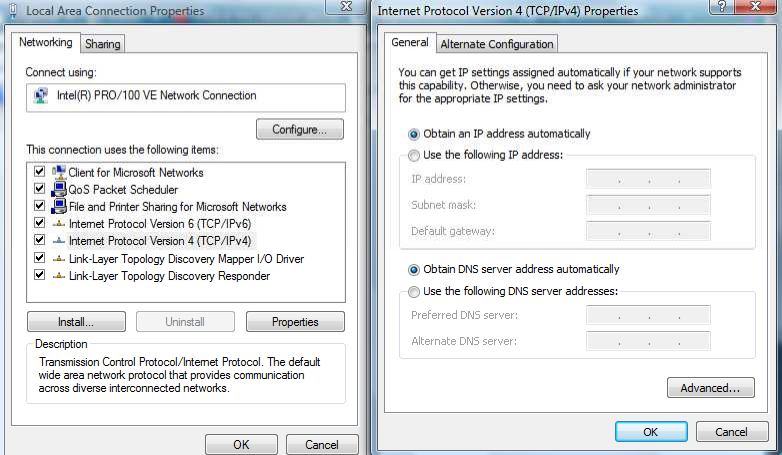 Local Area Connection Properties
Networking
Sharing
Connect using:
Intel(R) PRO/100 VE Network Connection
Configure...
This connection uses the following items:
Client for Microsoft Networks
QoS Packet Scheduler
File and Printer Sharing for Microsoft Networks
Internet Protocol Version 6 (TCP/IPv6)
Internet Protocol Version 4 (TCP/IPv4)
Link-Layer Topology Discovery Mapper I/O Driver
Link-Layer Topology Discovery Responder
Install...
Uninstall
Properties
Description
Transmission Control Protocol/Internet Protocol. The default
wide area network protocol that provides communication
across diverse interconnected networks.
OK
Cancel
Internet Protocol Version 4 (TCP/IPv4) Properties
General
Alternate Configuration
You can get IP settings assigned automatically if your network supports
this capability. Otherwise, you need to ask your network administrator
for the appropriate IP settings.
Obtain an IP address automatically
Use the following IP address:
IP address:
Subnet mask:
Default gateway:
Obtain DNS server address automatically
Use the following DNS server addresses:
Preferred DNS server:
Alternate DNS server:
Advanced...
OK
Cancel